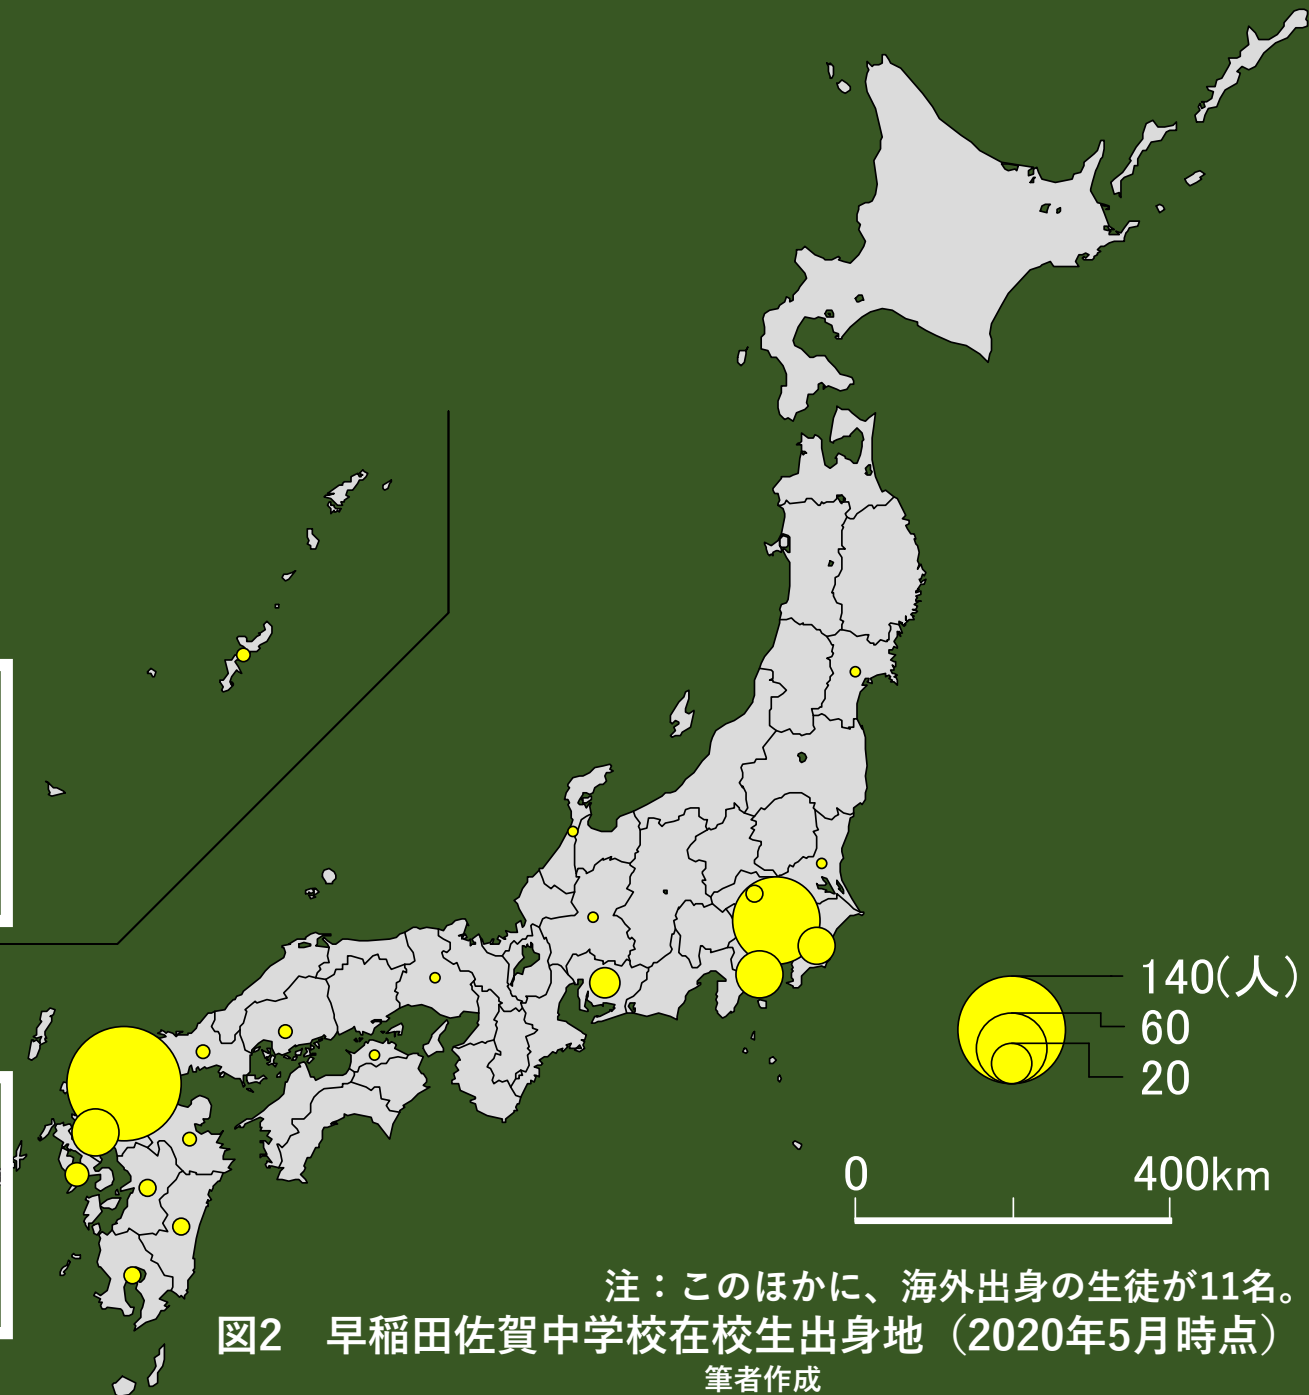 140(人)
60
20
0 400km
注：このほかに、海外出身の生徒が11名。
図2　早稲田佐賀中学校在校生出身地（2020年5月時点）
筆者作成